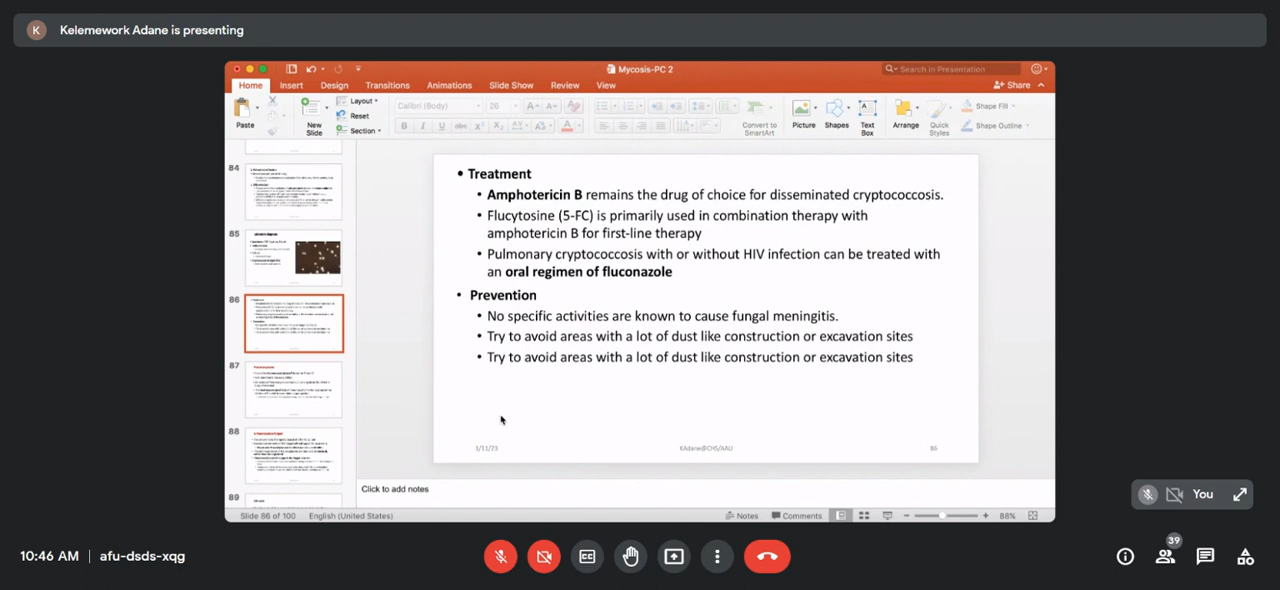 K
Kelemework Adane is presenting
Mycosis-PC 2
Search in Presentation
Home Insert Design Transitions Animations Slide Show Review View
Share
Paste
New Slide
Layout
Reset
Section
Calibri (Body) 26
Convert to SmartArt
Picture
Shapes
Text Box
Arrange
Quick Styles
Shape Fill
Shape Outline
84
85
86
87
88
89
• Treatment
• Amphotericin B remains the drug of choice for disseminated cryptococcosis.
• Flucytosine (5-FC) is primarily used in combination therapy with
amphotericin B for first-line therapy
• Pulmonary cryptococcosis with or without HIV infection can be treated with
an oral regimen of fluconazole
• Prevention
• No specific activities are known to cause fungal meningitis.
• Try to avoid areas with a lot of dust like construction or excavation sites
• Try to avoid areas with a lot of dust like construction or excavation sites
1/11/23 KAdane@CHS/AAU 86
Click to add notes
Slide 86 of 100 English (United States) Notes Comments 88%
You
10:46 AM | afu-dsds-xqg
39